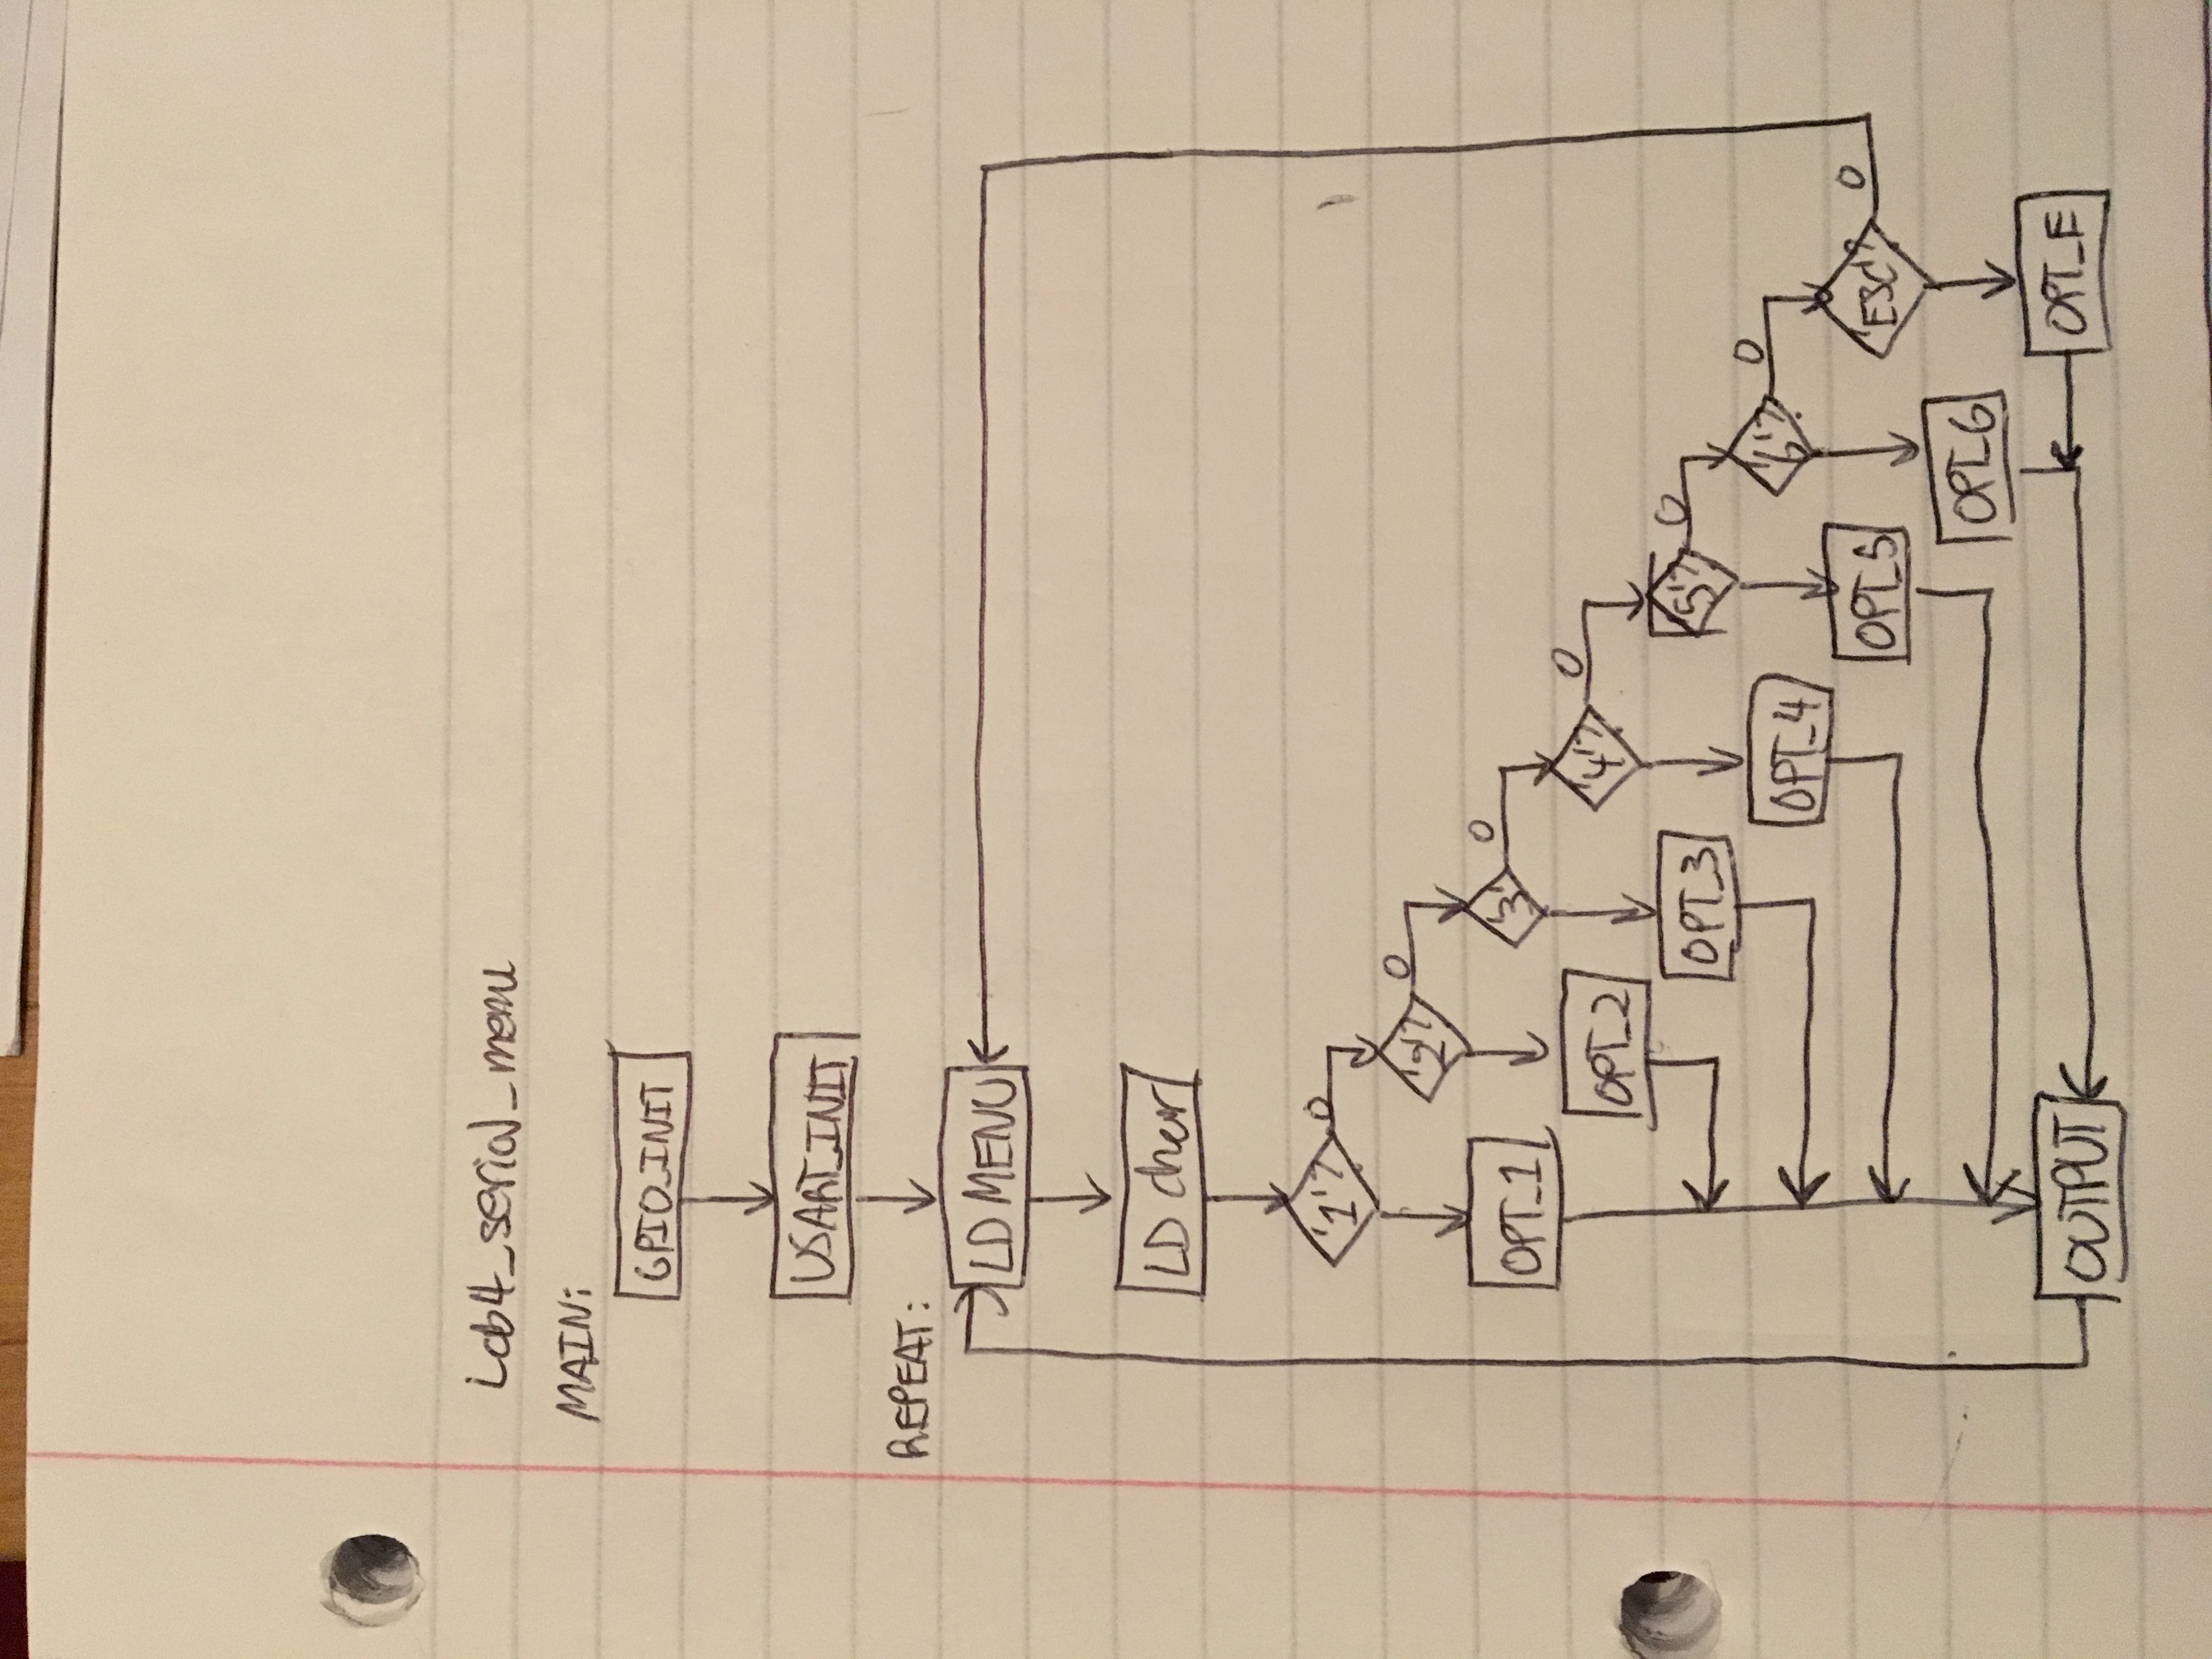 Lab4_serial_menu
MAIN:
GPIO_INIT
USART_INIT
REPEAT:
LD MENU
LD char
'1'?
0
'2'?
0
'3'
0
'4'?
0
'5'?
0
'6'?
0
'ESC'?
0
OPT_1
OPT_2
OPT_3
OPT_4
OPT_5
OPT_6
OPT_E
OUTPUT